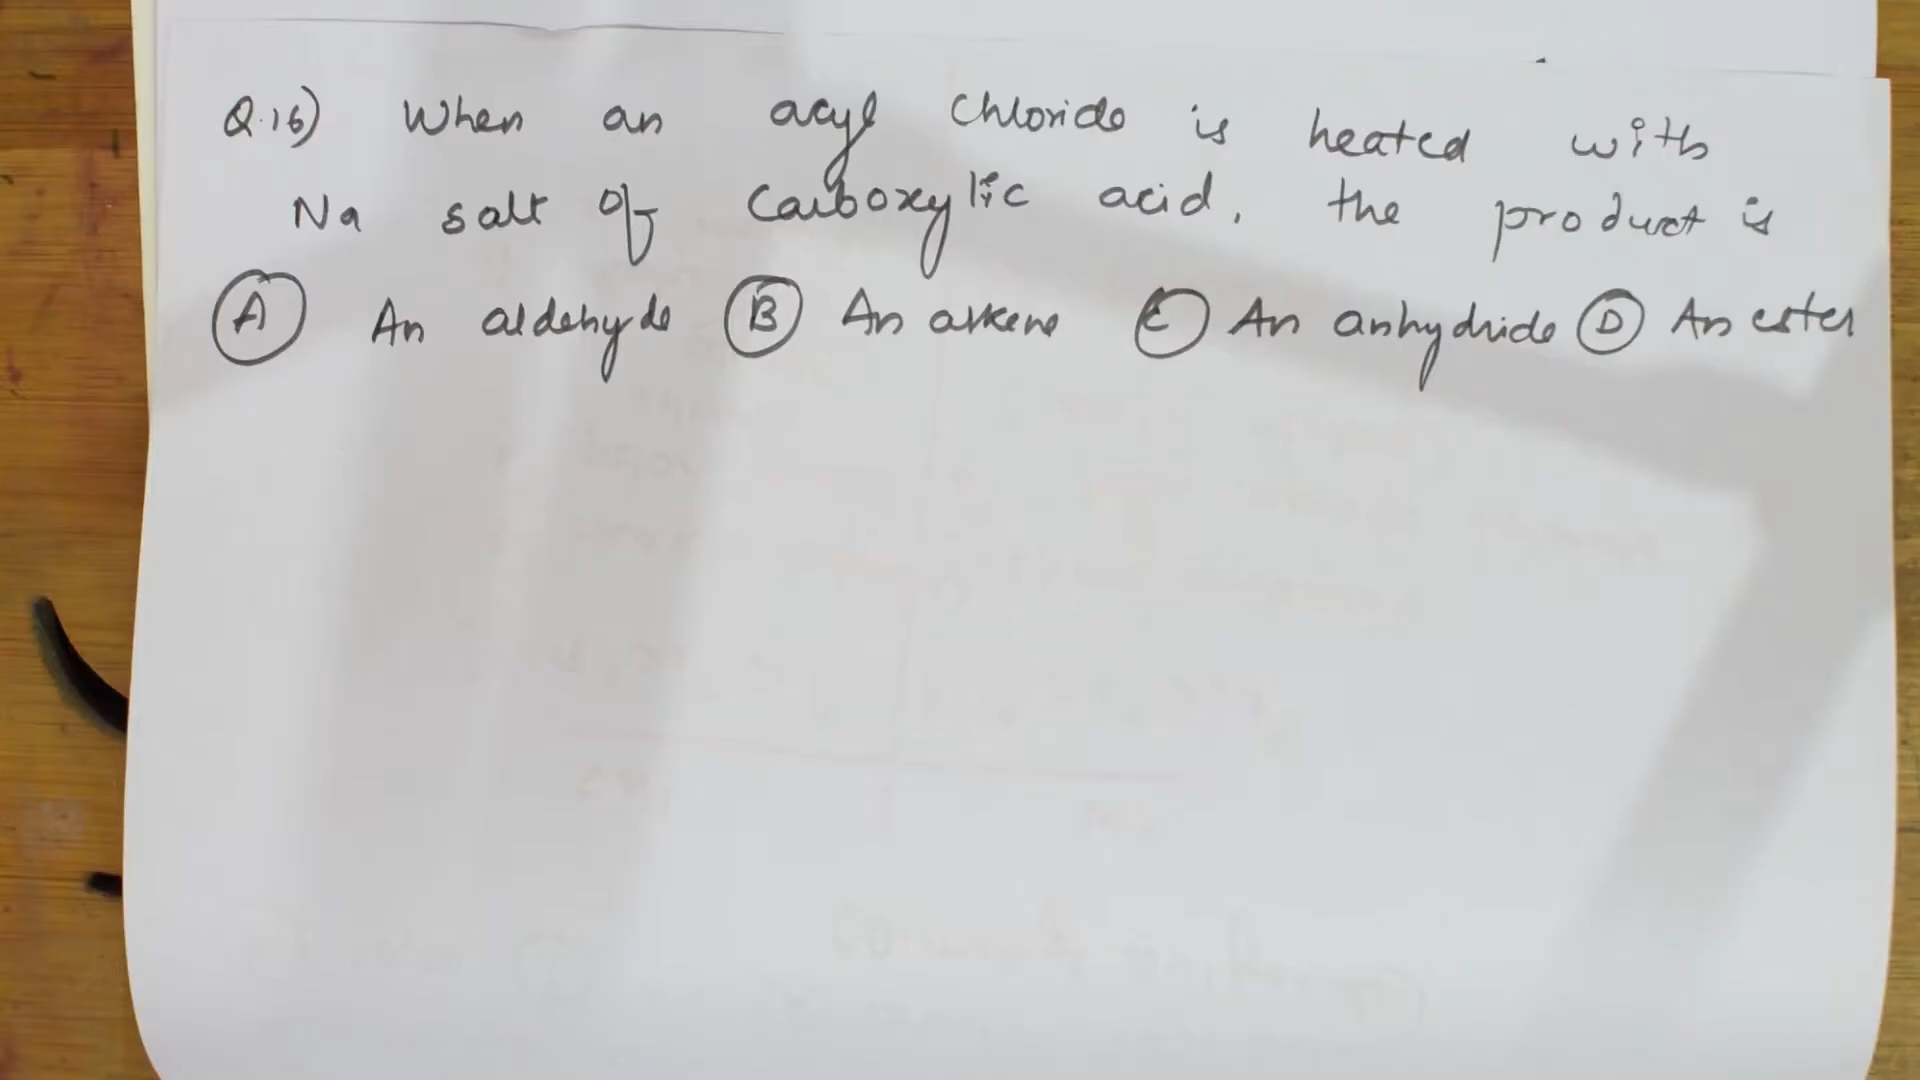 Q.16) When an acyl chloride is heated with
Na salt of Carboxylic acid, the product is
(A) An aldehyde (B) An alkene (C) An anhydride (D) An ester